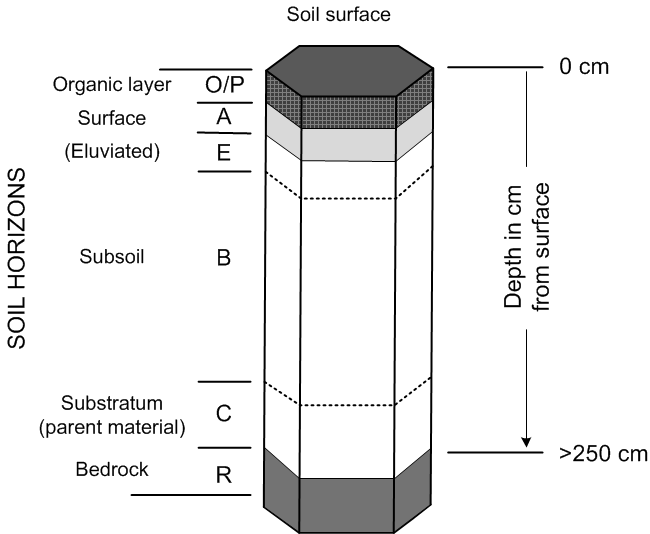 Soil surface
0 cm
Organic layer O/P
Surface A
(Eluviated) E
SOIL HORIZONS
Depth in cm
from surface
Subsoil B
Substratum
(parent material) C
>250 cm
Bedrock R